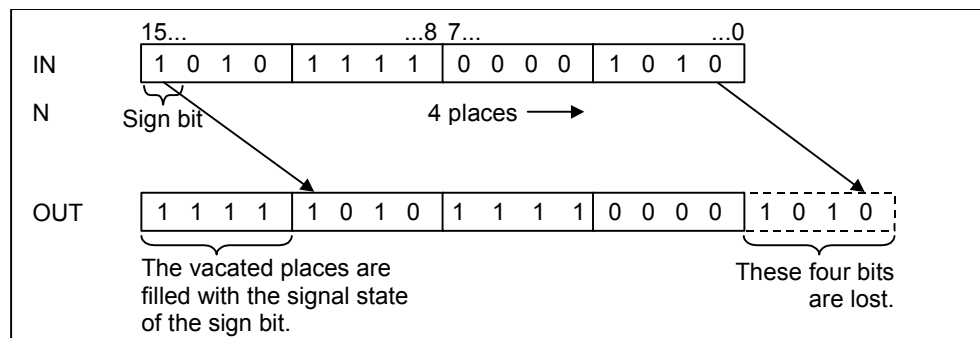 15... ...8 7... ...0
IN 1 0 1 0 1 1 1 1 0 0 0 0 1 0 1 0
N Sign bit 4 places
OUT 1 1 1 1 1 0 1 0 1 1 1 1 0 0 0 0 1 0 1 0
The vacated places are
filled with the signal state
of the sign bit.
These four bits
are lost.